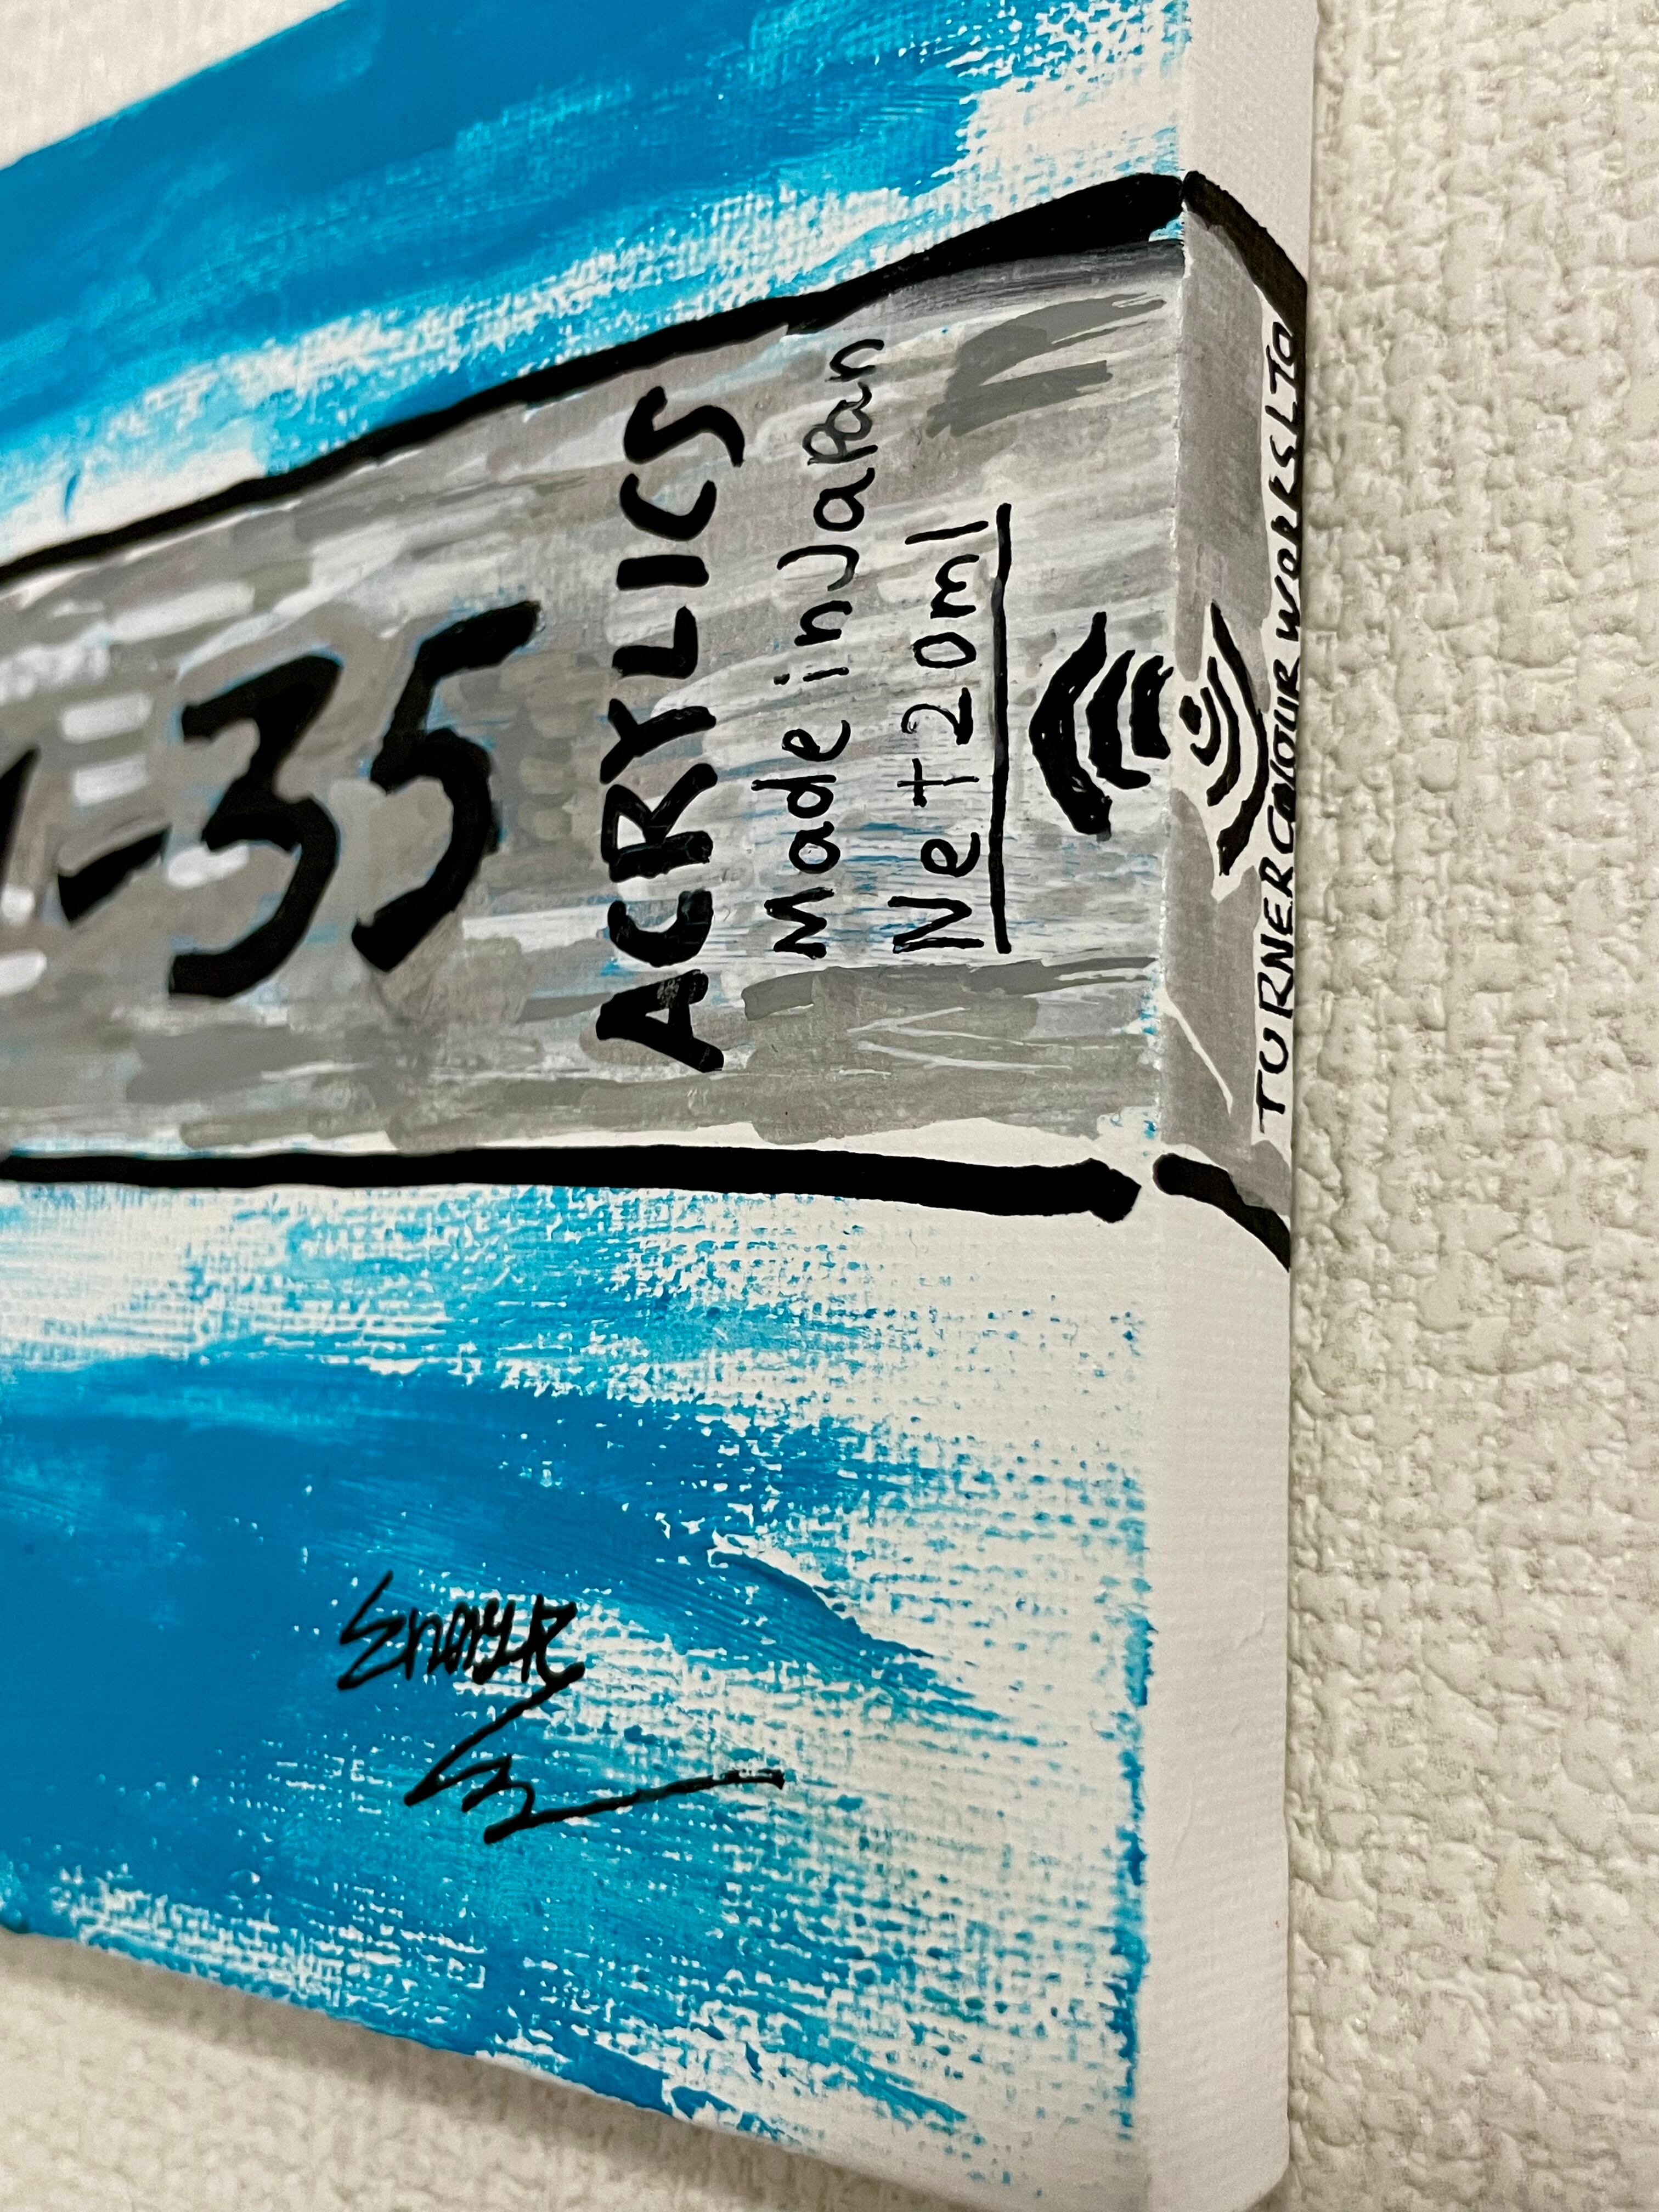 -35
ACRYLICS
Made in Japan
Net 20ml
TURNER COLOUR WORKS LTD